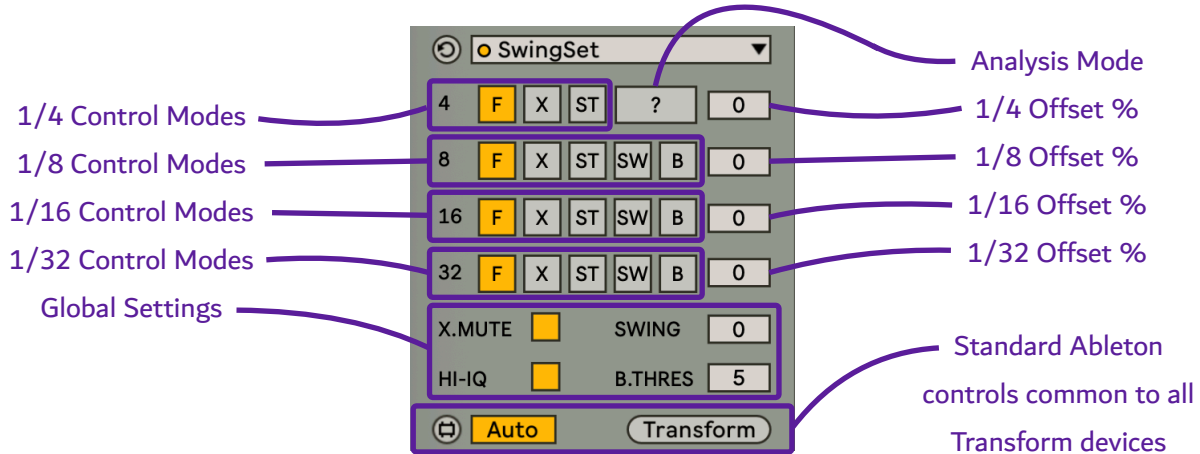 SwingSet
Analysis Mode
1/4 Control Modes
4 F X ST ? 0
1/4 Offset %
1/8 Control Modes
8 F X ST SW B 0
1/8 Offset %
1/16 Control Modes
16 F X ST SW B 0
1/16 Offset %
1/32 Control Modes
32 F X ST SW B 0
1/32 Offset %
Global Settings
X.MUTE SWING 0
HI-IQ B.THRES 5
Standard Ableton
controls common to all
Transform devices
Auto Transform